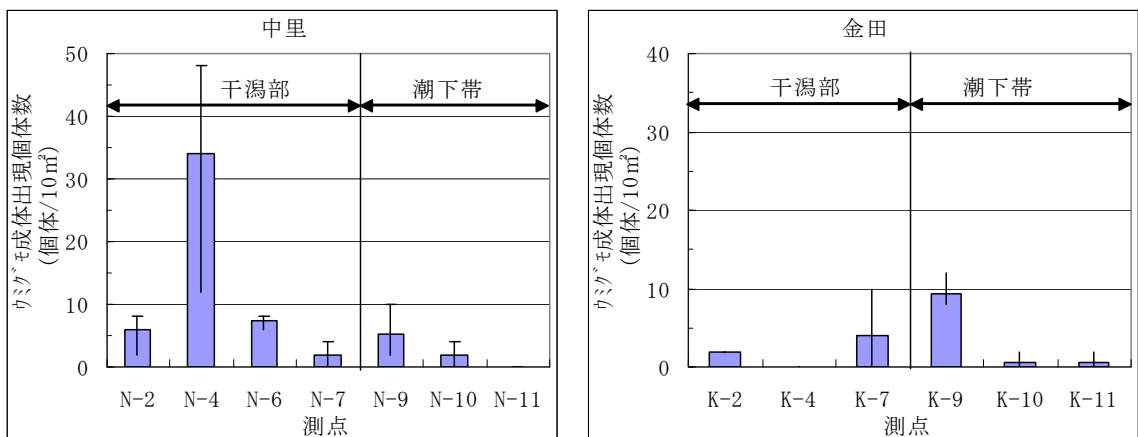 中里
ｳﾐｸﾞﾓ成体出現個体数
(個体/10㎡)
50
40
30
20
10
0
干潟部
潮下帯
N-2 N-4 N-6 N-7 N-9 N-10 N-11
測点
金田
ｳﾐｸﾞﾓ成体出現個体数
(個体/10㎡)
40
30
20
10
0
干潟部
潮下帯
K-2 K-4 K-7 K-9 K-10 K-11
測点